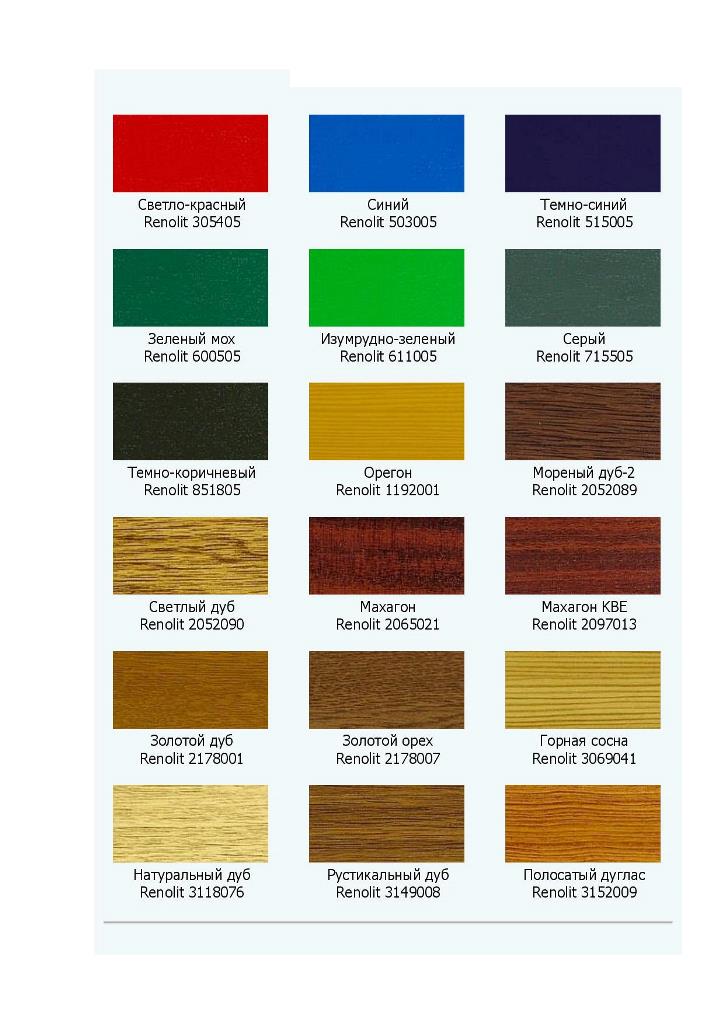 Светло-красный
Renolit 305405
Синий
Renolit 503005
Темно-синий
Renolit 515005
Зеленый мох
Renolit 600505
Изумрудно-зеленый
Renolit 611005
Серый
Renolit 715505
Темно-коричневый
Renolit 851805
Орегон
Renolit 1192001
Мореный дуб-2
Renolit 2052089
Светлый дуб
Renolit 2052090
Махагон
Renolit 2065021
Махагон КВЕ
Renolit 2097013
Золотой дуб
Renolit 2178001
Золотой орех
Renolit 2178007
Горная сосна
Renolit 3069041
Натуральный дуб
Renolit 3118076
Рустикальный дуб
Renolit 3149008
Полосатый дуглас
Renolit 3152009